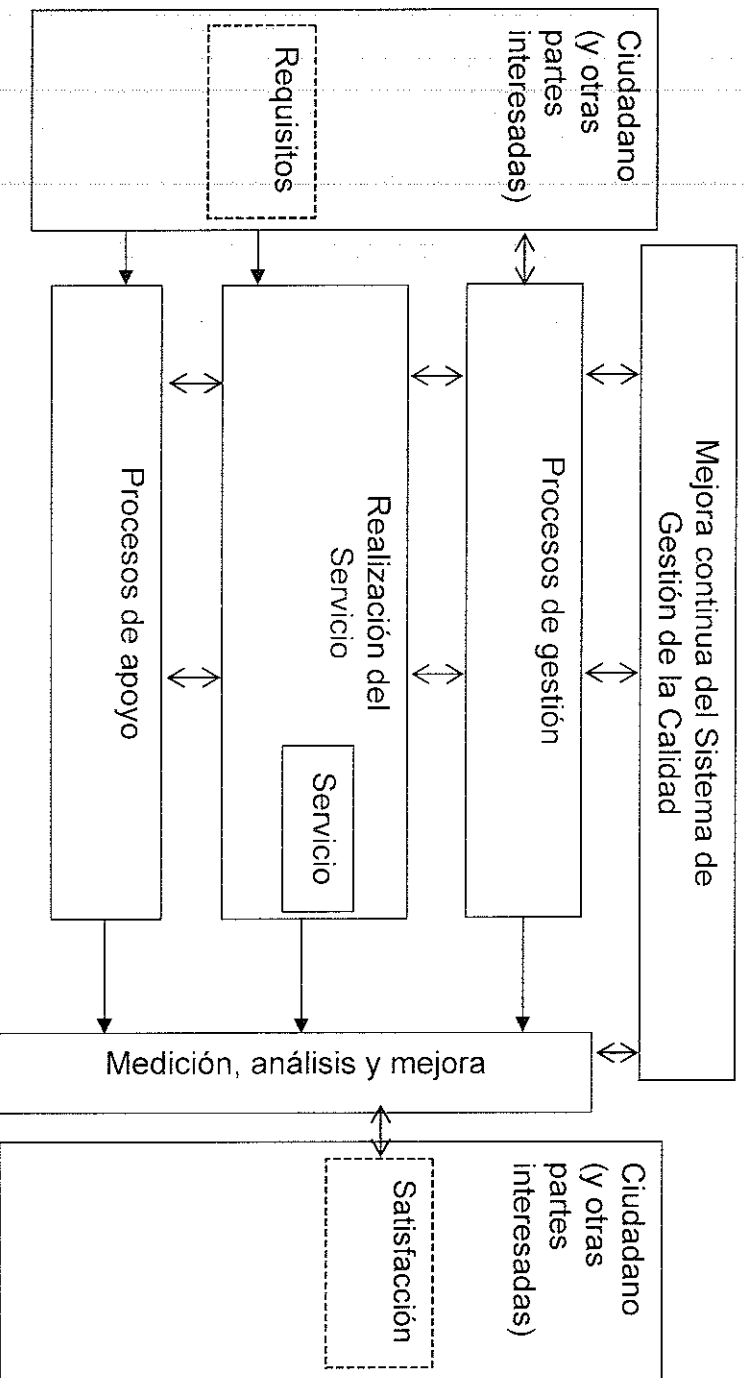 Mejora continua del Sistema de
Gestión de la Calidad
Ciudadano
(y otras
partes
interesadas)
Requisitos
Procesos de gestión
Realización del
Servicio
Servicio
Procesos de apoyo
Medición, análisis y mejora
Ciudadano
(y otras
partes
interesadas)
Satisfacción